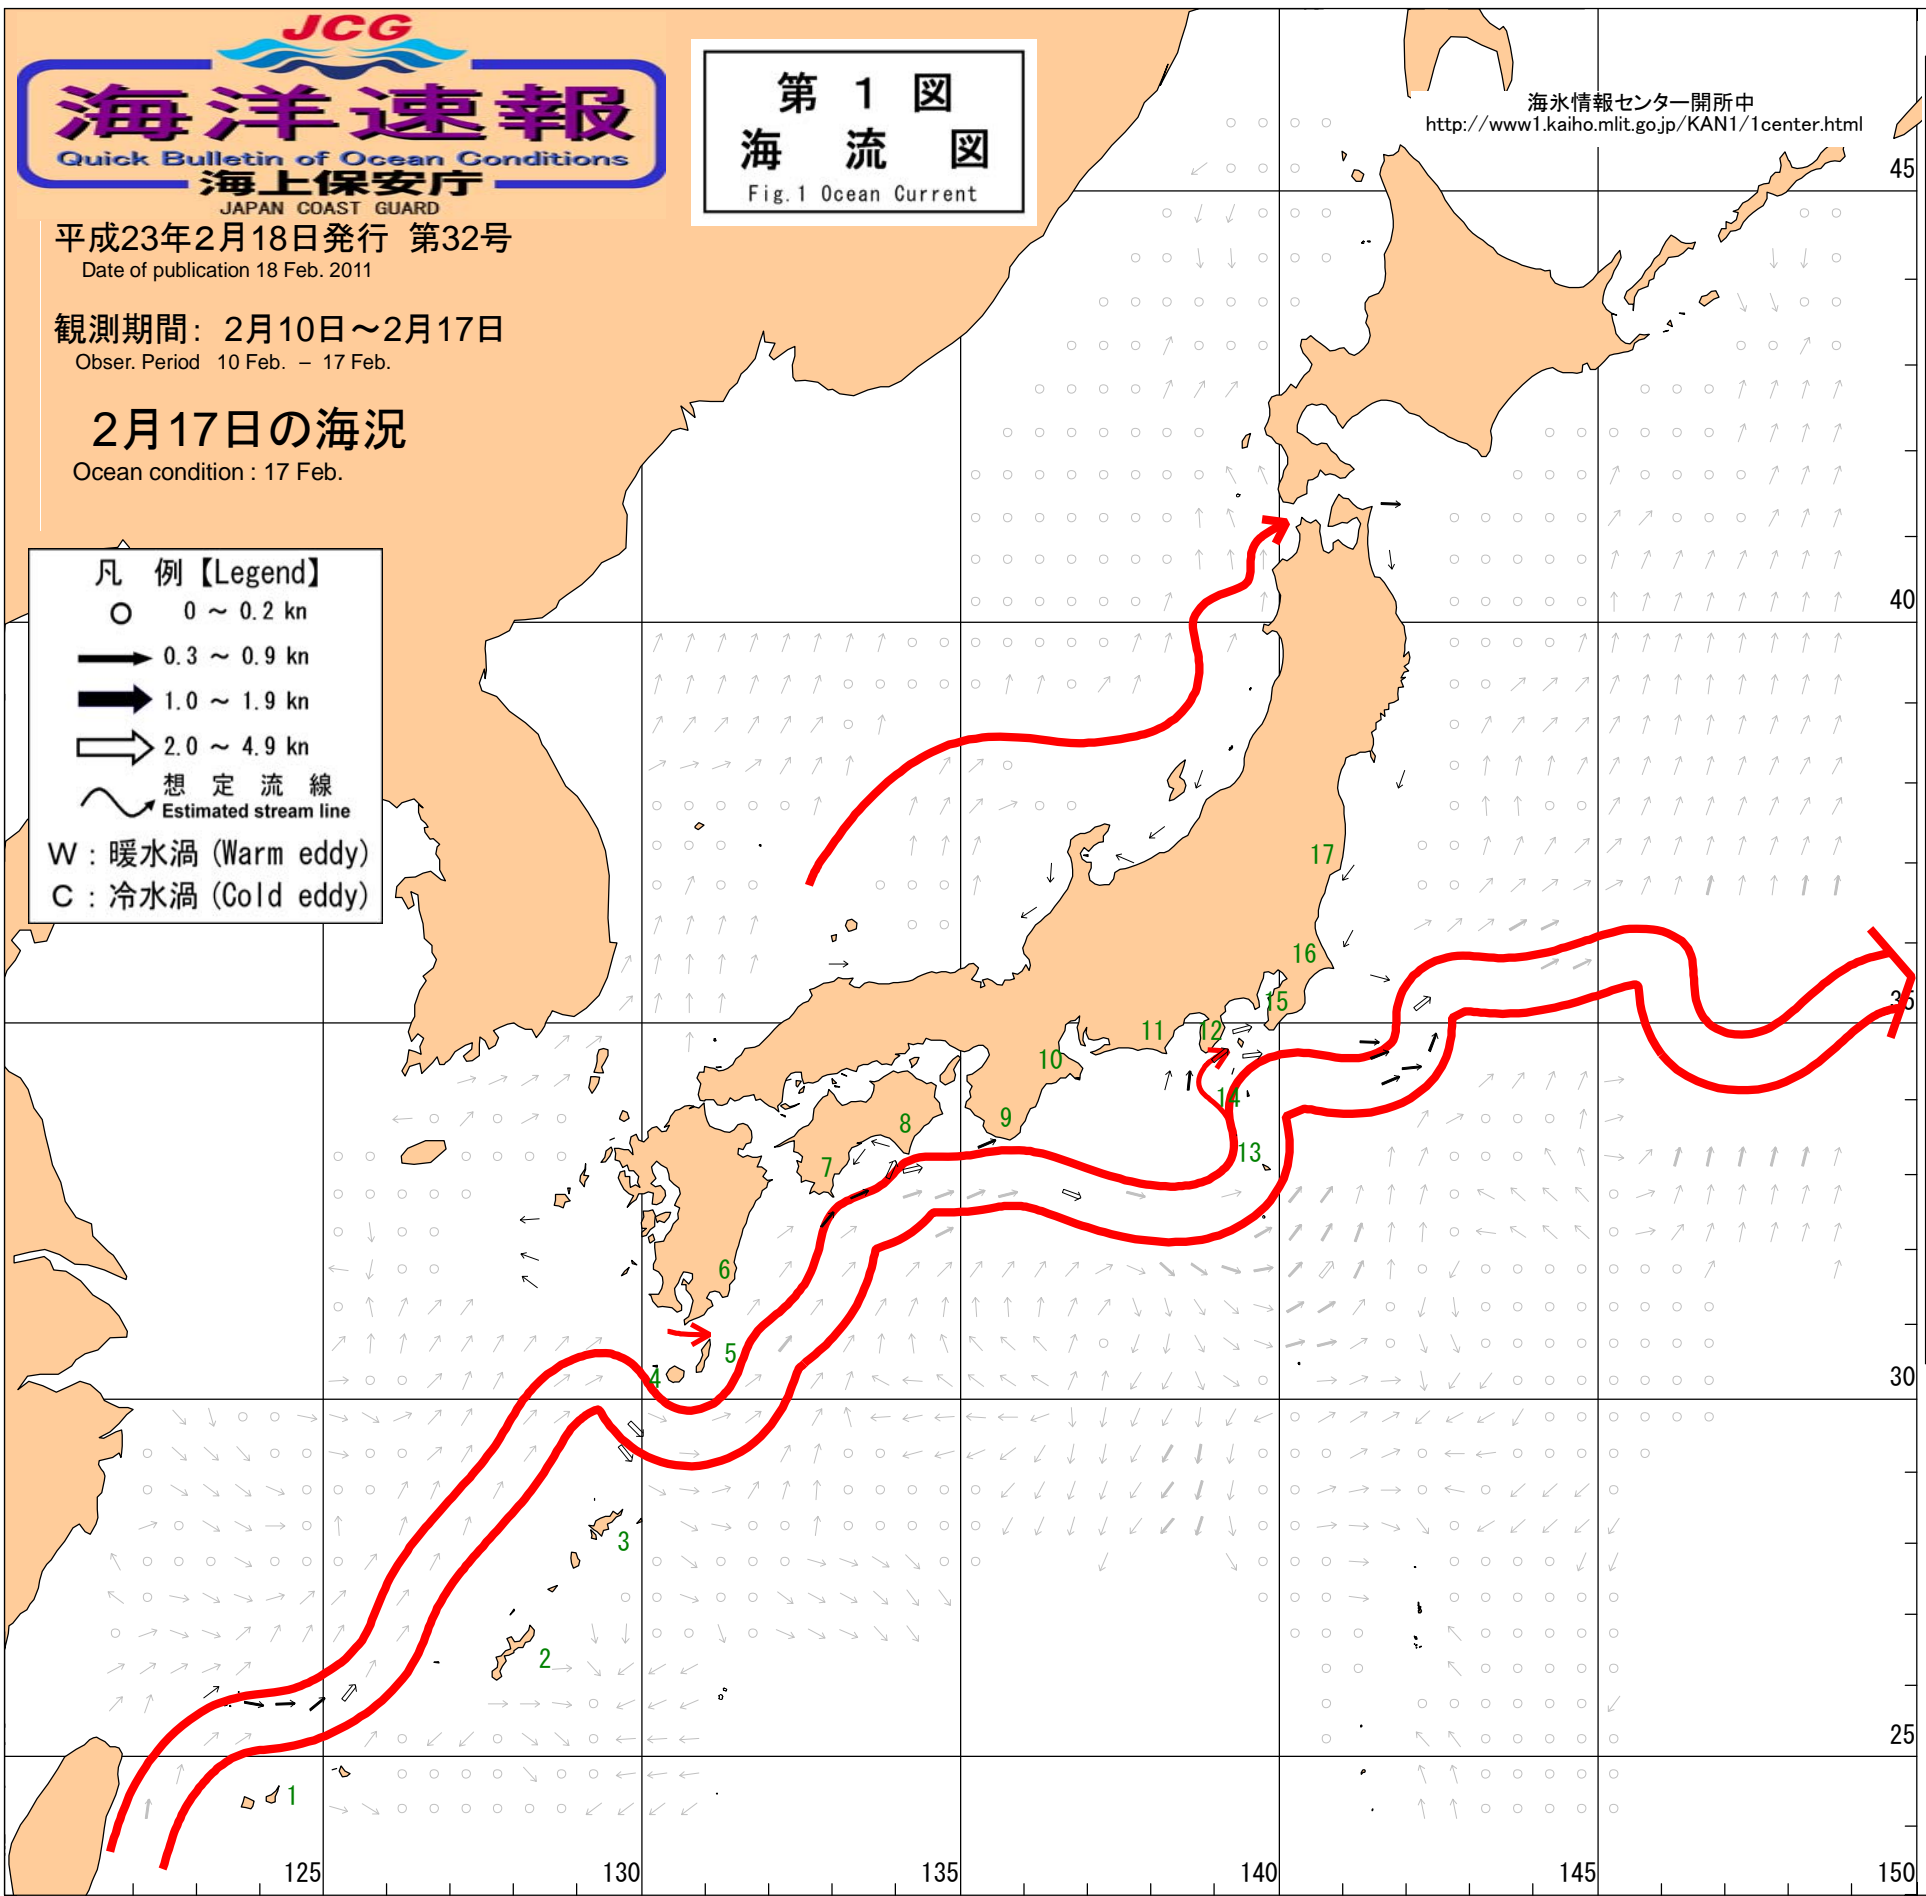 JCG
海洋速報
Quick Bulletin of Ocean Conditions
海上保安庁
JAPAN COAST GUARD
第 1 図
海 流 図
Fig.1 Ocean Current
海氷情報センター開所中
http://www1.kaiho.mlit.go.jp/KAN1/1center.html
平成23年2月18日発行 第32号
Date of publication 18 Feb. 2011
観測期間: 2月10日～2月17日
Obser. Period 10 Feb. – 17 Feb.
2月17日の海況
Ocean condition : 17 Feb.
凡 例【Legend】
0 ～ 0.2 kn
0.3 ～ 0.9 kn
1.0 ～ 1.9 kn
2.0 ～ 4.9 kn
想 定 流 線
Estimated stream line
W : 暖水渦 (Warm eddy)
C : 冷水渦 (Cold eddy)
45
40
35
30
25
17
16
15
12
11
10
14
9
8
13
7
6
5
4
3
2
1
125
130
135
140
145
150